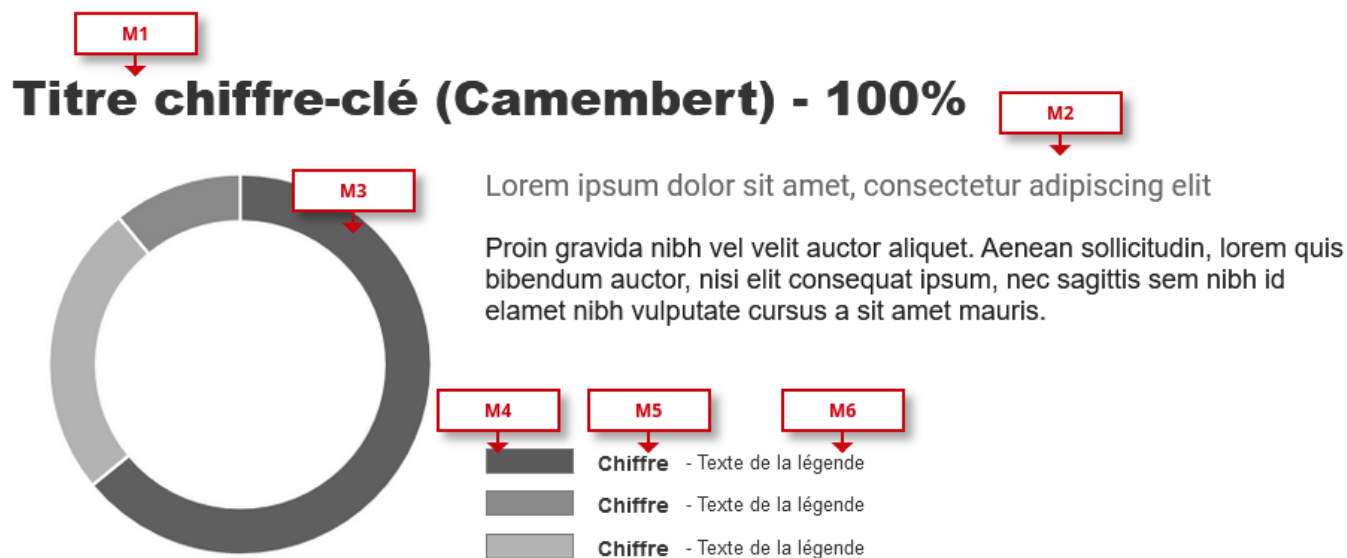 M1
Titre chiffre-clé (Camembert) - 100%
M2
M3
Lorem ipsum dolor sit amet, consectetur adipiscing elit
Proin gravida nibh vel velit auctor aliquet. Aenean sollicitudin, lorem quis
bibendum auctor, nisi elit consequat ipsum, nec sagittis sem nibh id
elamet nibh vulputate cursus a sit amet mauris.
M4 M5 M6
Chiffre - Texte de la légende
Chiffre - Texte de la légende
Chiffre - Texte de la légende